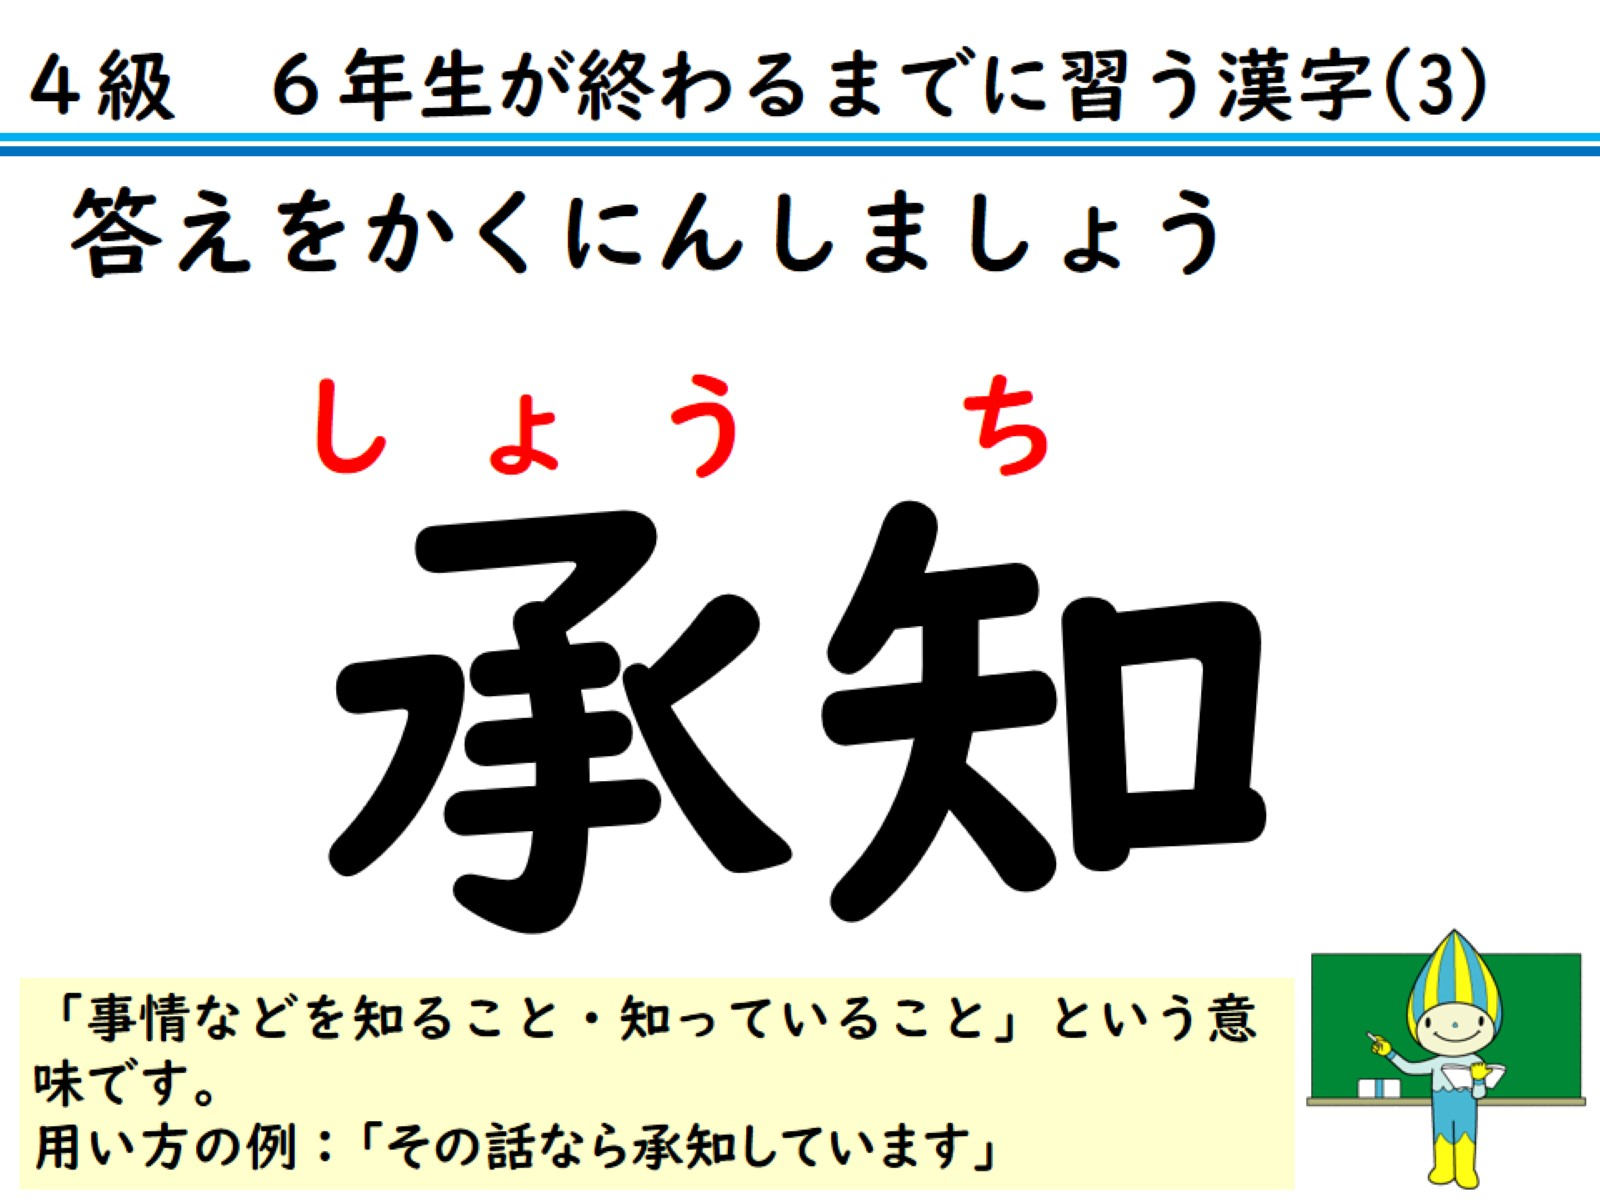 ４級　６年生が終わるまでに習う漢字(3)
答えをかくにんしましょう
しょう　ち
承知
「事情などを知ること・知っていること」という意
味です。
用い方の例：「その話なら承知しています」